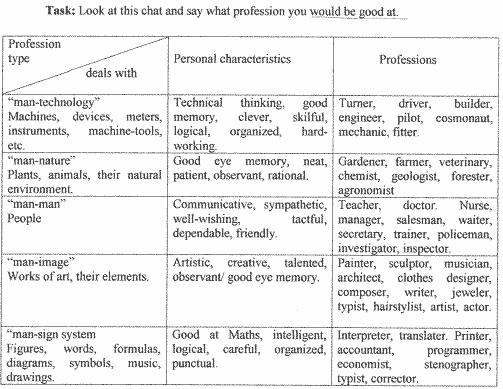 Task: Look at this chat and say what profession you would be good at.
Profession
type
deals with
Personal characteristics
Professions
"man-technology"
Machines, devices, meters,
instruments, machine-tools,
etc.
Technical thinking, good
memory, clever, skilful,
logical, organized, hard-
working.
Turner, driver, builder,
engineer, pilot, cosmonaut,
mechanic, fitter.
"man-nature"
Plants, animals, their natural
environment.
Good eye memory, neat,
patient, observant, rational.
Gardener, farmer, veterinary,
chemist, geologist, forester,
agronomist
"man-man"
People
Communicative, sympathetic,
well-wishing, tactful,
dependable, friendly.
Teacher, doctor. Nurse,
manager, salesman, waiter,
secretary, trainer, policeman,
investigator, inspector.
"man-image"
Works of art, their elements.
Artistic, creative, talented,
observant/ good eye memory.
Painter, sculptor, musician,
architect, clothes designer,
composer, writer, jeweler,
typist, hairstylist, artist, actor.
"man-sign system
Figures, words, formulas,
diagrams, symbols, music,
drawings.
Good at Maths, intelligent,
logical, careful, organized,
punctual.
Interpreter, translater. Printer,
accountant, programmer,
economist, stenographer,
typist, corrector.